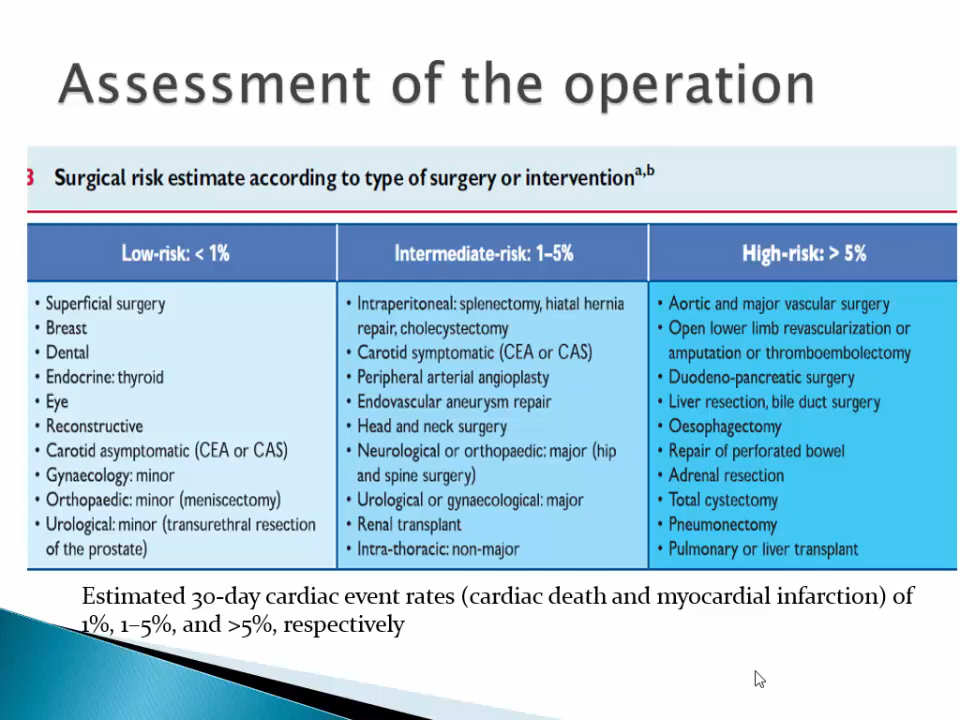 Assessment of the operation
3 Surgical risk estimate according to type of surgery or intervention^a,b
Low-risk: < 1%
Intermediate-risk: 1–5%
High-risk: > 5%
• Superficial surgery
• Breast
• Dental
• Endocrine: thyroid
• Eye
• Reconstructive
• Carotid asymptomatic (CEA or CAS)
• Gynaecology: minor
• Orthopaedic: minor (meniscectomy)
• Urological: minor (transurethral resection
of the prostate)
• Intraperitoneal: splenectomy, hiatal hernia
repair, cholecystectomy
• Carotid symptomatic (CEA or CAS)
• Peripheral arterial angioplasty
• Endovascular aneurysm repair
• Head and neck surgery
• Neurological or orthopaedic: major (hip
and spine surgery)
• Urological or gynaecological: major
• Renal transplant
• Intra-thoracic: non-major
• Aortic and major vascular surgery
• Open lower limb revascularization or
amputation or thromboembolectomy
• Duodeno-pancreatic surgery
• Liver resection, bile duct surgery
• Oesophagectomy
• Repair of perforated bowel
• Adrenal resection
• Total cystectomy
• Pneumonectomy
• Pulmonary or liver transplant
Estimated 30-day cardiac event rates (cardiac death and myocardial infarction) of
1%, 1–5%, and >5%, respectively